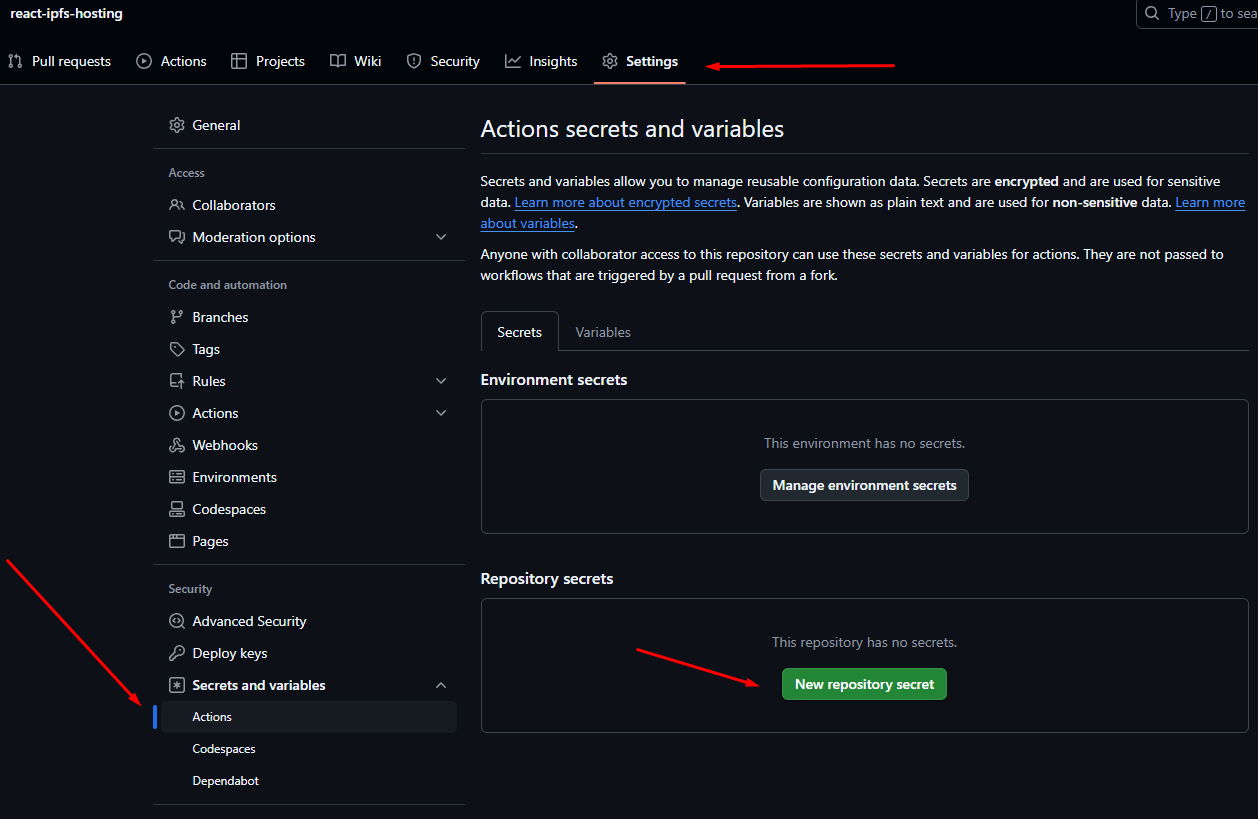 react-ipfs-hosting
Type / to sea
Pull requests
Actions
Projects
Wiki
Security
Insights
Settings
General
Access
Collaborators
Moderation options
Code and automation
Branches
Tags
Rules
Actions
Webhooks
Environments
Codespaces
Pages
Security
Advanced Security
Deploy keys
Secrets and variables
Actions
Codespaces
Dependabot
Actions secrets and variables
Secrets and variables allow you to manage reusable configuration data. Secrets are encrypted and are used for sensitive
data. Learn more about encrypted secrets. Variables are shown as plain text and are used for non-sensitive data. Learn more
about variables.
Anyone with collaborator access to this repository can use these secrets and variables for actions. They are not passed to
workflows that are triggered by a pull request from a fork.
Secrets
Variables
Environment secrets
This environment has no secrets.
Manage environment secrets
Repository secrets
This repository has no secrets.
New repository secret